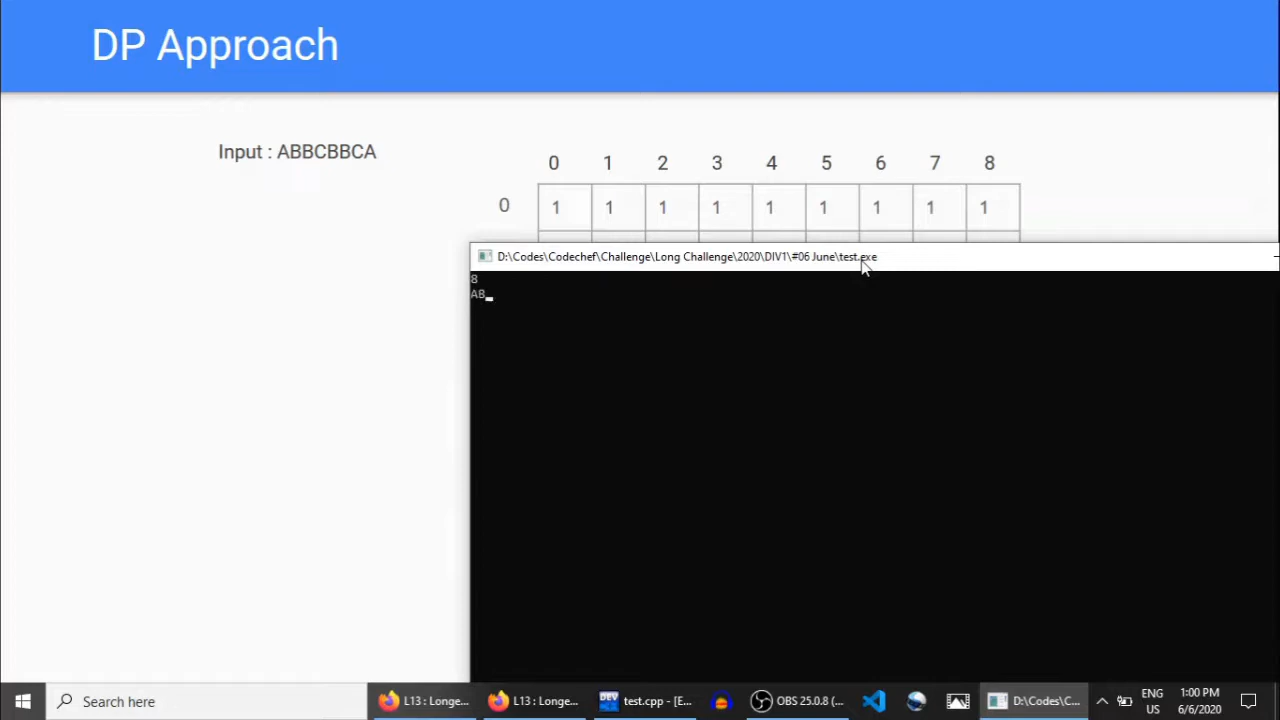 DP Approach
Input : ABBCBBCA
0 1 2 3 4 5 6 7 8
0 1 1 1 1 1 1 1 1 1
D:\Codes\Codechef\Challenge\Long Challenge\2020\DIV1\#06 June\test.exe
8
AB
Search here
L13 : Longe...
L13 : Longe...
DEV
test.cpp - [E...
OBS 25.0.8 (...
D:\Codes\C...
ENG
US
1:00 PM
6/6/2020